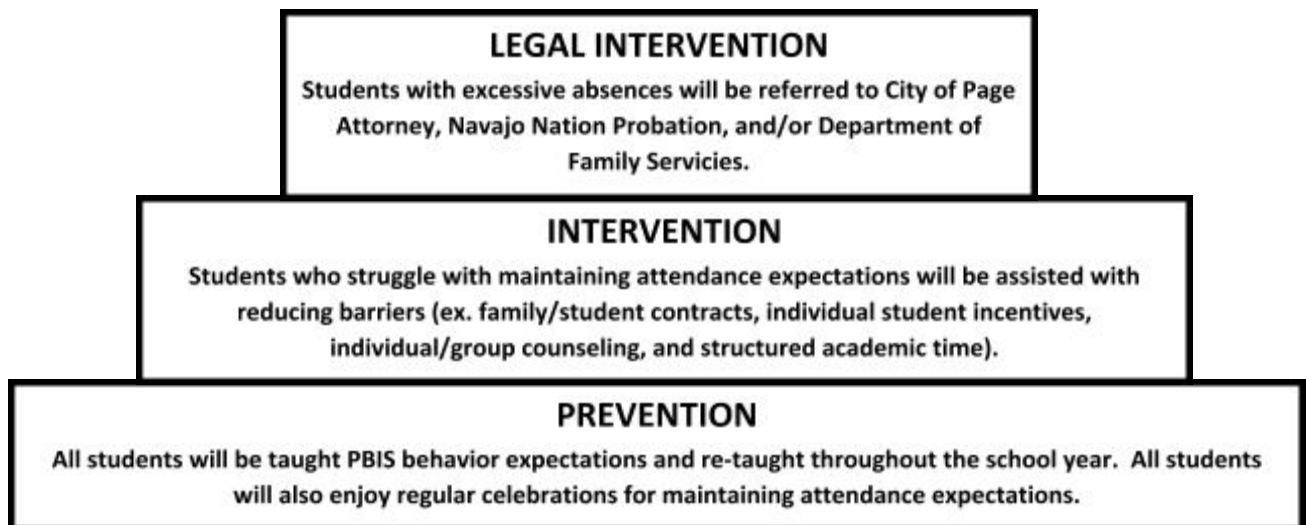 LEGAL INTERVENTION
Students with excessive absences will be referred to City of Page
Attorney, Navajo Nation Probation, and/or Department of
Family Servicies.
INTERVENTION
Students who struggle with maintaining attendance expectations will be assisted with
reducing barriers (ex. family/student contracts, individual student incentives,
individual/group counseling, and structured academic time).
PREVENTION
All students will be taught PBIS behavior expectations and re-taught throughout the school year.  All students
will also enjoy regular celebrations for maintaining attendance expectations.